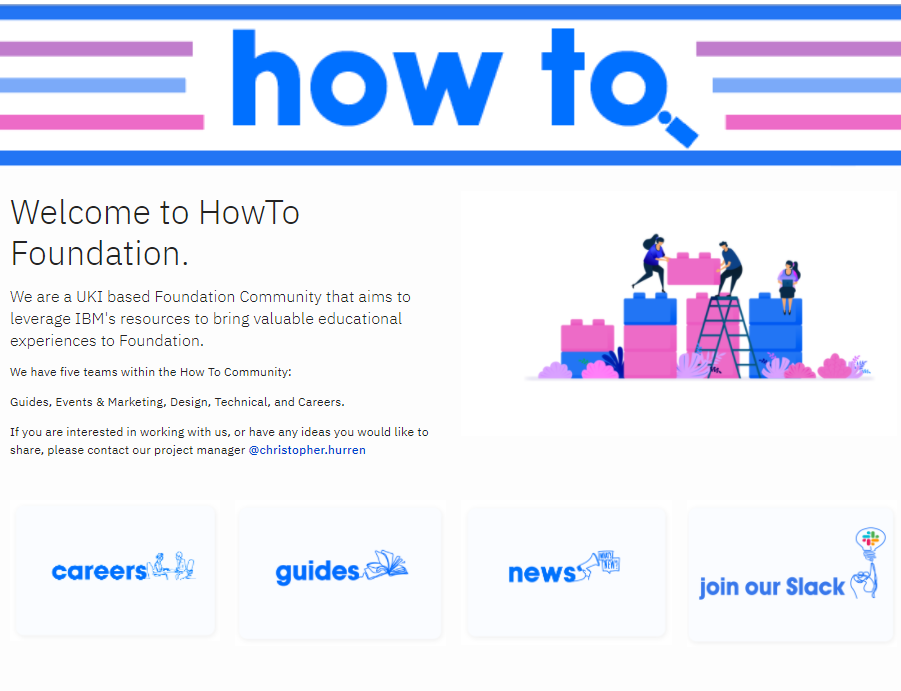 how to
Welcome to HowTo
Foundation.
We are a UKI based Foundation Community that aims to
leverage IBM's resources to bring valuable educational
experiences to Foundation.
We have five teams within the How To Community:
Guides, Events & Marketing, Design, Technical, and Careers.
If you are interested in working with us, or have any ideas you would like to
share, please contact our project manager @christopher.hurren
careers
guides
news
WHAT'S
NEW?
join our Slack